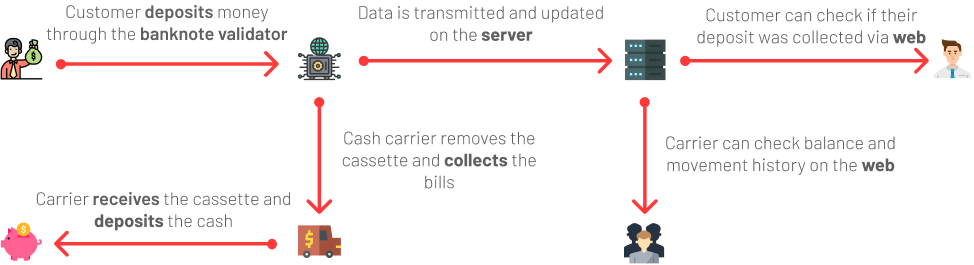 Customer deposits money
through the banknote validator
Data is transmitted and updated
on the server
Customer can check if their
deposit was collected via web
Cash carrier removes the
cassette and collects the
bills
Carrier can check balance and
movement history on the web
Carrier receives the cassette and
deposits the cash